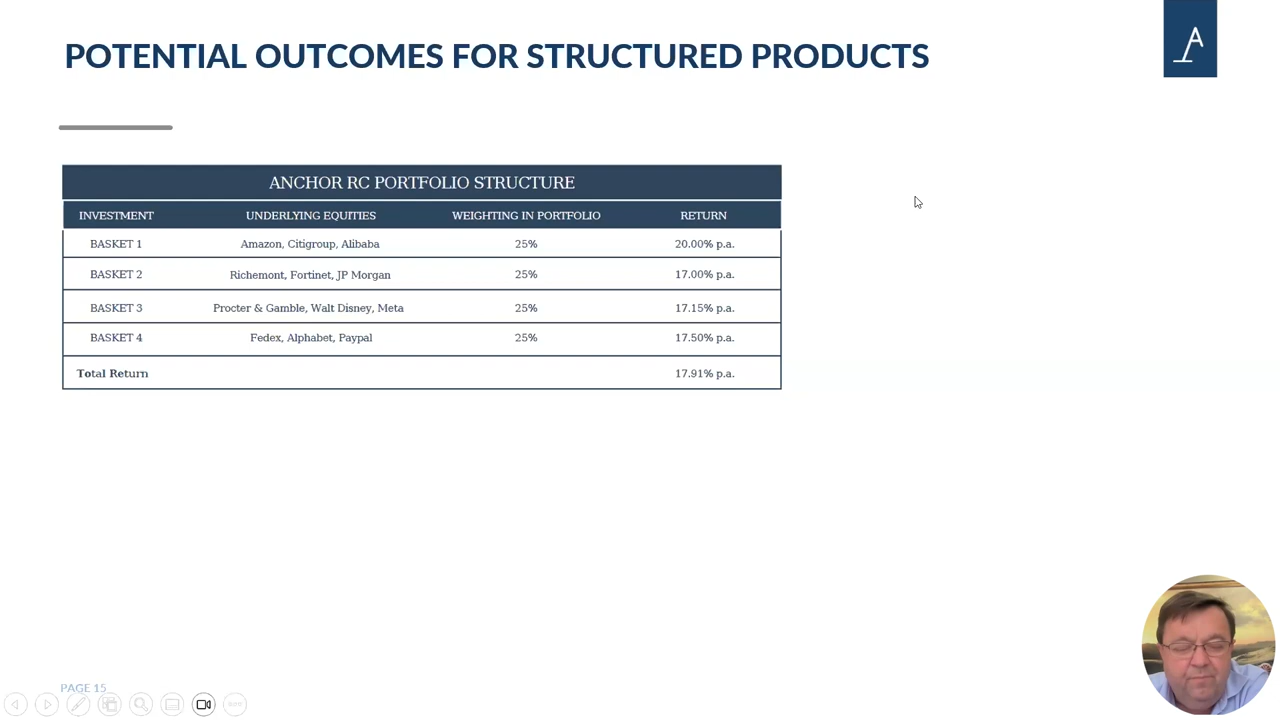 POTENTIAL OUTCOMES FOR STRUCTURED PRODUCTS
ANCHOR RC PORTFOLIO STRUCTURE
INVESTMENT UNDERLYING EQUITIES WEIGHTING IN PORTFOLIO RETURN
BASKET 1 Amazon, Citigroup, Alibaba 25% 20.00% p.a.
BASKET 2 Richemont, Fortinet, JP Morgan 25% 17.00% p.a.
BASKET 3 Procter & Gamble, Walt Disney, Meta 25% 17.15% p.a.
BASKET 4 Fedex, Alphabet, Paypal 25% 17.50% p.a.
Total Return 17.91% p.a.
PAGE 15